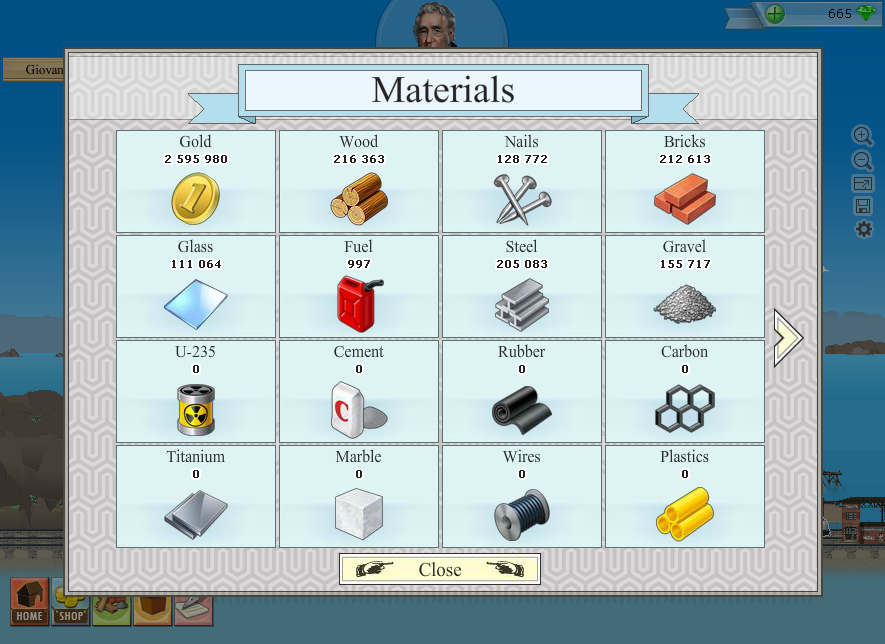 665
Giovan
Materials
Gold
2 595 980
Wood
216 363
Nails
128 772
Bricks
212 613
Glass
111 064
Fuel
997
Steel
205 083
Gravel
155 717
U-235
0
Cement
0
Rubber
0
Carbon
0
Titanium
0
Marble
0
Wires
0
Plastics
0
Close
HOME
SHOP